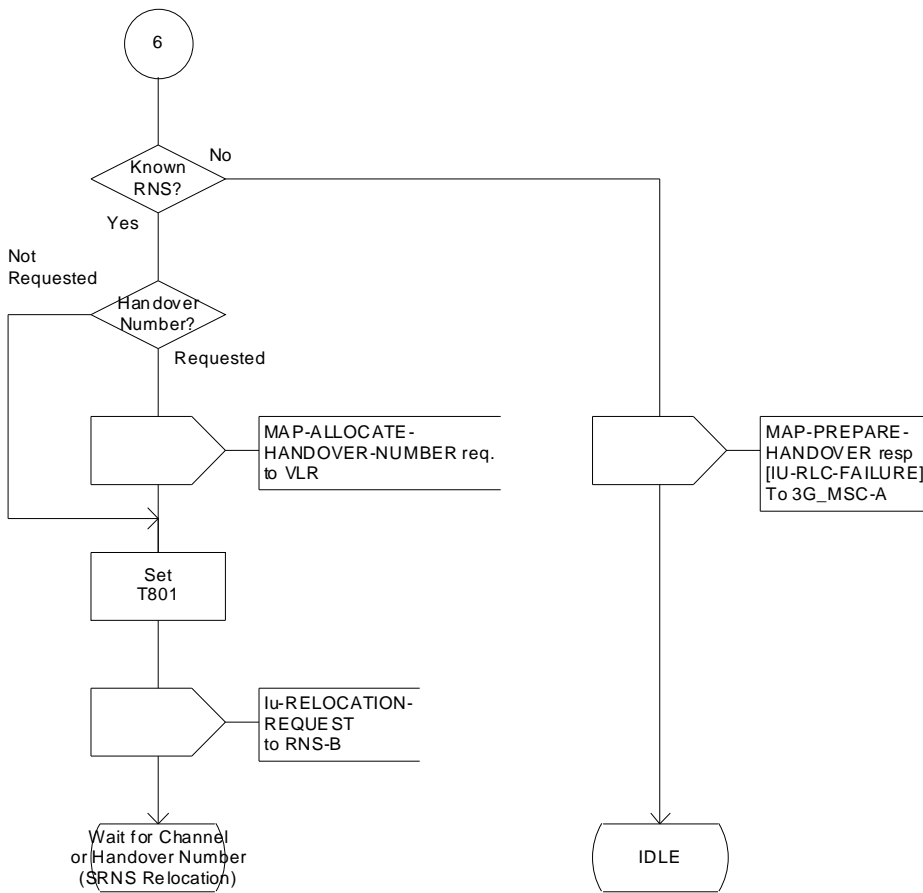 6
Known
RNS?
No
Yes
Not
Requested
Handover
Number?
Requested
MAP-ALLOCATE-
HANDOVER-NUMBER req.
to VLR
MAP-PREPARE-
HANDOVER resp
[IU-RLC-FAILURE]
To 3G_MSC-A
Set
T801
Iu-RELOCATION-
REQUEST
to RNS-B
Wait for Channel
or Handover Number
(SRNS Relocation)
IDLE